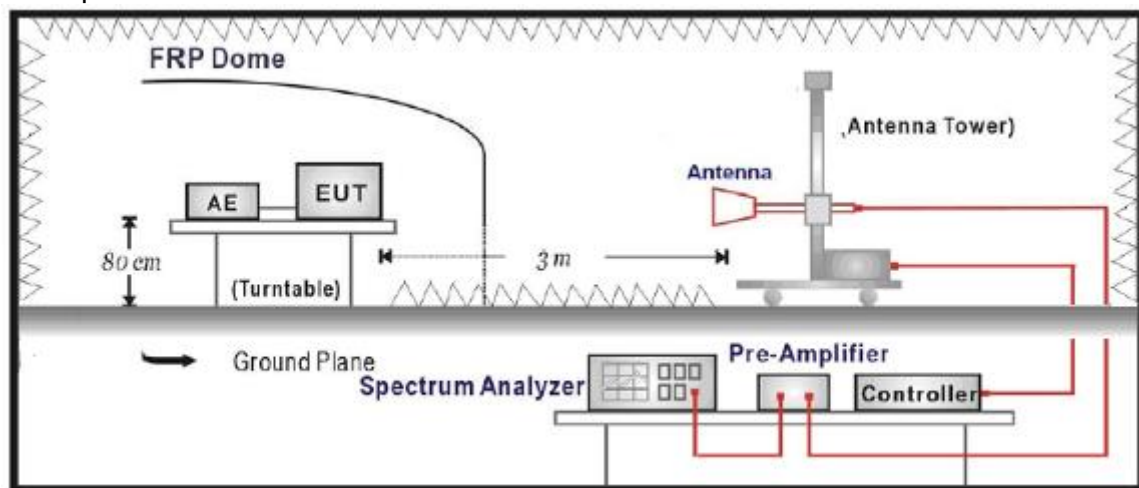 FRP Dome
(Antenna Tower)
Antenna
AE
EUT
80 cm
3 m
(Turntable)
Ground Plane
Pre-Amplifier
Spectrum Analyzer
Controller